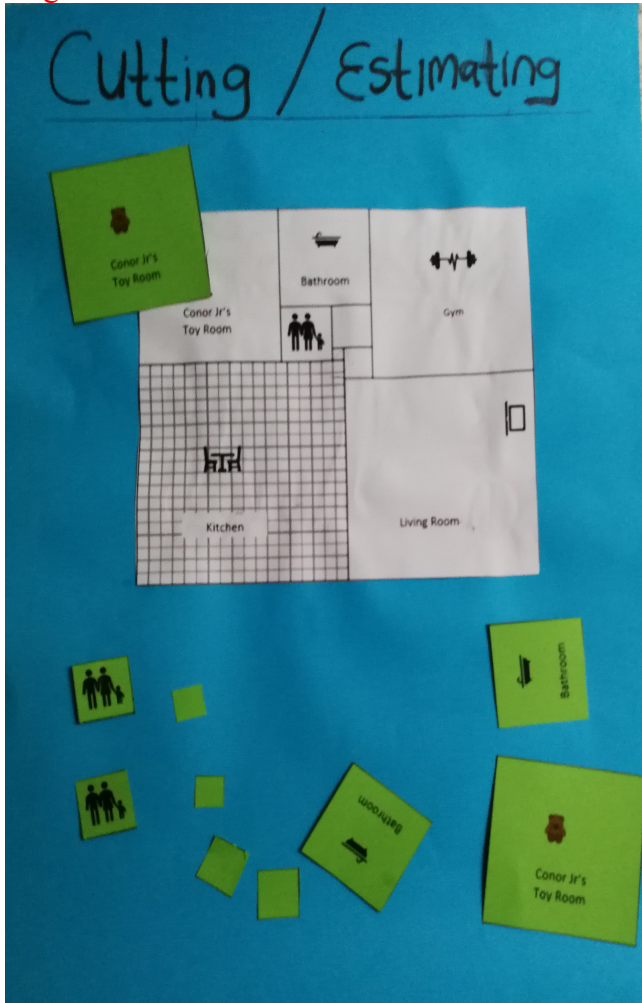 Cutting / Estimating
Conor Jr's
Toy Room
Conor Jr's
Toy Room
Bathroom
Gym
Kitchen
Living Room
Bathroom
Bathroom
Conor Jr's
Toy Room